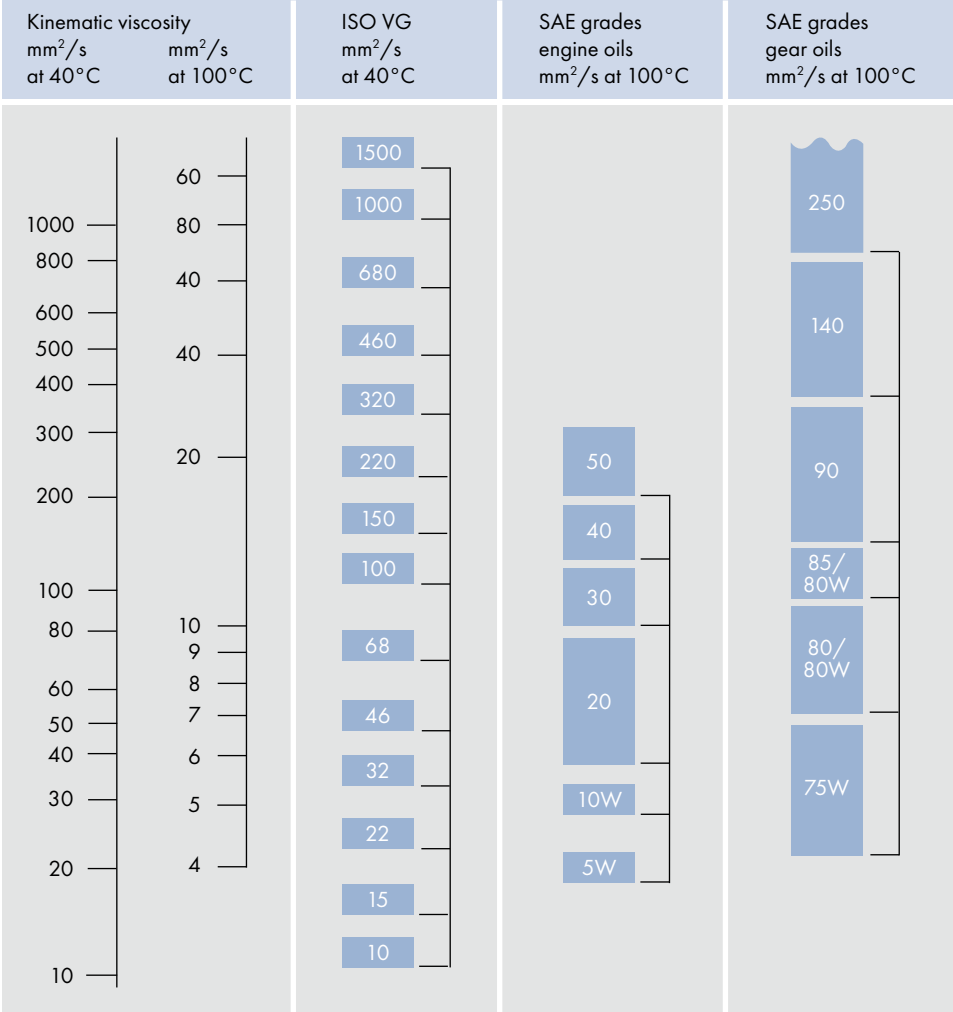 Kinematic viscosity
mm²/s
at 40°C
mm²/s
at 100°C
ISO VG
mm²/s
at 40°C
SAE grades
engine oils
mm²/s at 100°C
SAE grades
gear oils
mm²/s at 100°C
1000
800
600
500
400
300
200
100
80
60
50
40
30
20
10
60
80
40
40
20
10
9
8
7
6
5
4
1500
1000
680
460
320
220
150
100
68
46
32
22
15
10
50
40
30
20
10W
5W
250
140
90
85/
80W
80/
80W
75W